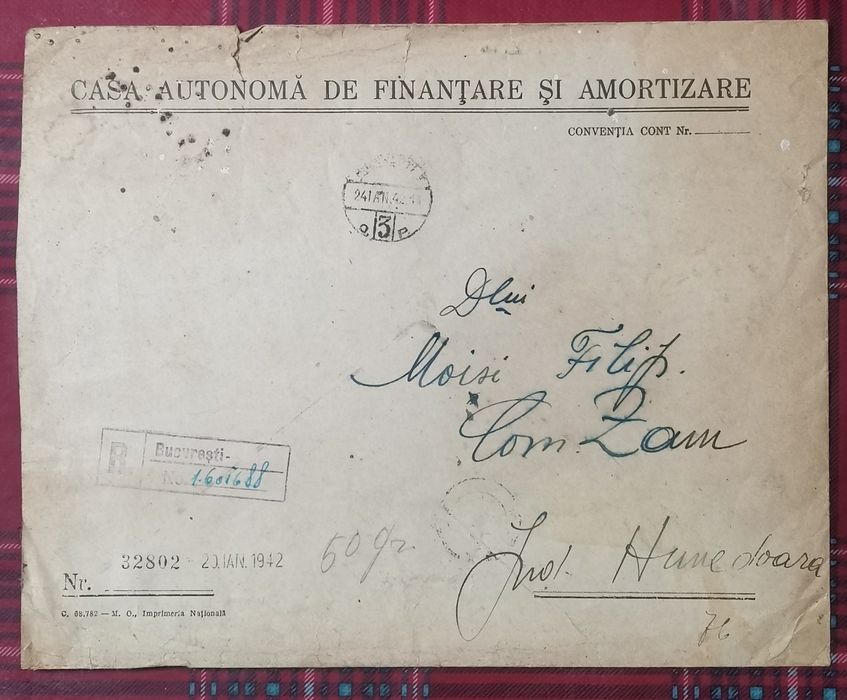 CASA AUTONOMĂ DE FINANȚARE ȘI AMORTIZARE
CONVENȚIA CONT Nr.
24 IAN. 42
O 3 P
Dlui
Moisi Filip.
Com. Zam
R București-
No.
Jud. Hunedoara
32802 - 20.IAN.1942
50 gr
Nr.
C. 68.782 — M. O., Imprimeria Națională
76